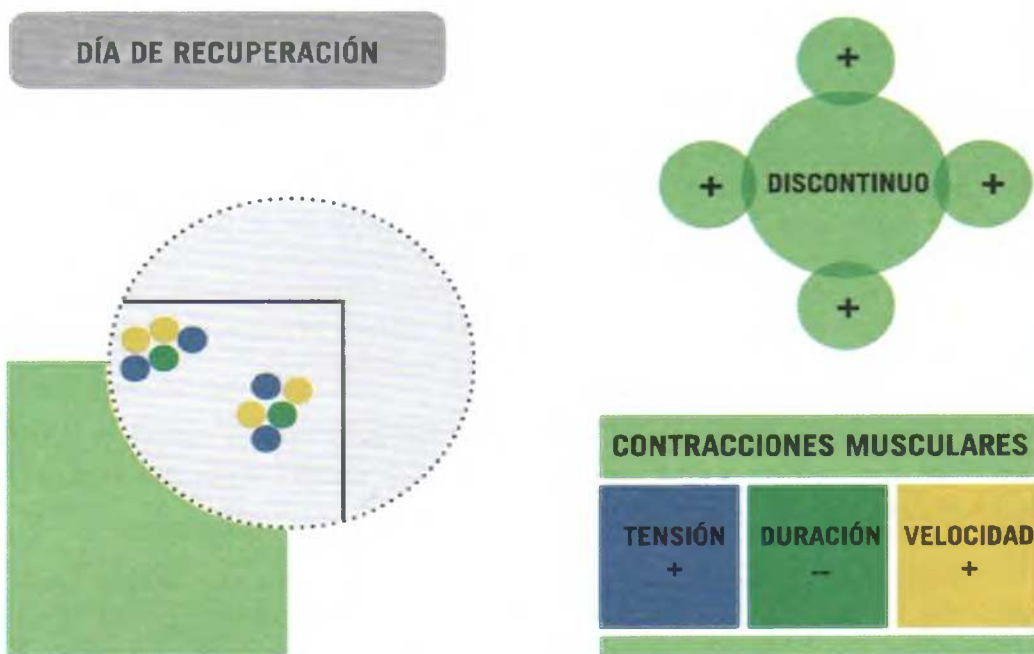 DÍA DE RECUPERACIÓN
+
+ DISCONTINUO +
+
CONTRACCIONES MUSCULARES
TENSIÓN DURACIÓN VELOCIDAD
+ -- +